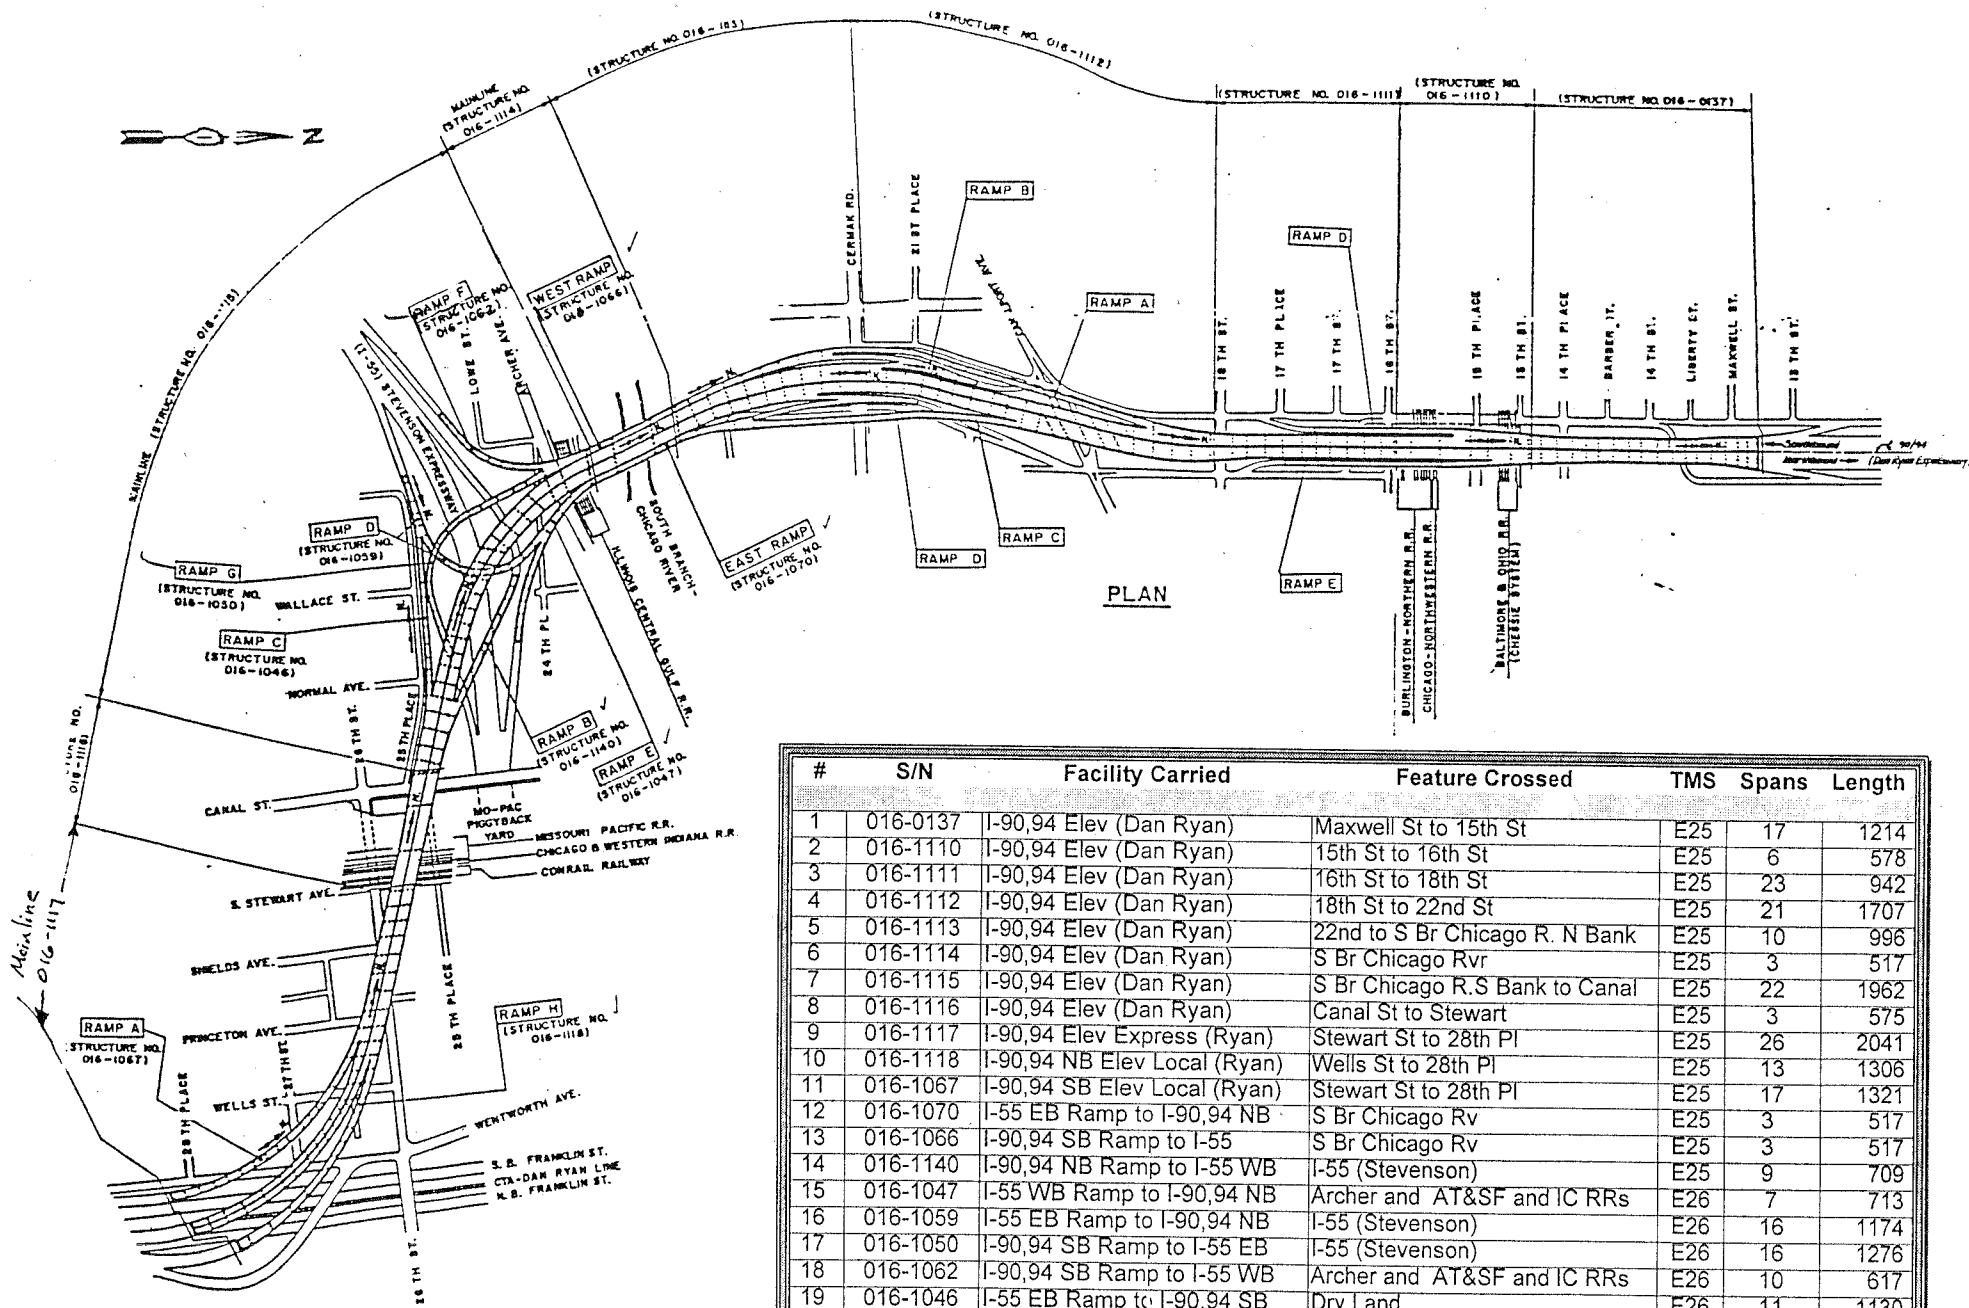 (STRUCTURE NO. 016-103)
(STRUCTURE NO. 016-1112)
MAINLINE
(STRUCTURE NO.
016-1114)
(STRUCTURE NO. 016-1111)
(STRUCTURE NO.
016-1110)
(STRUCTURE NO. 016-0137)
N
MAINLINE (STRUCTURE NO. 016-1115)
RAMP F
(STRUCTURE NO.
016-1062)
WEST RAMP
(STRUCTURE NO.
016-1066)
CERMAK RD.
21 ST PLACE
RAMP B
RAMP D
RAMP A
LOWE ST.
ARCHER AVE.
(I-55) STEVENSON EXPRESSWAY
18 TH ST.
17TH PLACE
17 TH ST.
16 TH ST.
15 TH PLACE
15 TH ST.
14 TH PLACE
BARBER ST.
14 TH ST.
LIBERTY ST.
MAXWELL ST.
13 TH ST.
Southbound
Northbound
90/94
(Dan Ryan Expressway)
RAMP D
(STRUCTURE NO.
016-1059)
RAMP G
(STRUCTURE NO.
016-1050)
WALLACE ST.
RAMP C
(STRUCTURE NO.
016-1046)
NORMAL AVE.
SOUTH BRANCH-
CHICAGO RIVER
ILLINOIS CENTRAL GULF R.R.
EAST RAMP
(STRUCTURE NO.
016-1070)
RAMP D
RAMP C
RAMP E
PLAN
BURLINGTON-NORTHERN R.R.
CHICAGO-NORTHWESTERN R.R.
BALTIMORE & OHIO R.R.
(CHESSIE SYSTEM)
24 TH PL.
26 TH ST.
25TH PLACE
RAMP B
(STRUCTURE NO.
016-1140)
RAMP E
(STRUCTURE NO.
016-1047)
NO.
016-1116)
CANAL ST.
MO-PAC
PIGGYBACK
YARD
MISSOURI PACIFIC R.R.
CHICAGO & WESTERN INDIANA R.R.
CONRAIL RAILWAY
S. STEWART AVE.
Mainline
016-1117
SHIELDS AVE.
25 TH PLACE
PRINCETON AVE.
RAMP H
(STRUCTURE NO.
016-1118)
RAMP A
STRUCTURE NO.
016-1067)
28TH PLACE
27TH ST.
WELLS ST.
WENTWORTH AVE.
S. B. FRANKLIN ST.
CTA-DAN RYAN LINE
N. B. FRANKLIN ST.
26 TH ST.
# S/N Facility Carried Feature Crossed TMS Spans Length
1 016-0137 I-90,94 Elev (Dan Ryan) Maxwell St to 15th St E25 17 1214
2 016-1110 I-90,94 Elev (Dan Ryan) 15th St to 16th St E25 6 578
3 016-1111 I-90,94 Elev (Dan Ryan) 16th St to 18th St E25 23 942
4 016-1112 I-90,94 Elev (Dan Ryan) 18th St to 22nd St E25 21 1707
5 016-1113 I-90,94 Elev (Dan Ryan) 22nd to S Br Chicago R. N Bank E25 10 996
6 016-1114 I-90,94 Elev (Dan Ryan) S Br Chicago Rvr E25 3 517
7 016-1115 I-90,94 Elev (Dan Ryan) S Br Chicago R.S Bank to Canal E25 22 1962
8 016-1116 I-90,94 Elev (Dan Ryan) Canal St to Stewart E25 3 575
9 016-1117 I-90,94 Elev Express (Ryan) Stewart St to 28th Pl E25 26 2041
10 016-1118 I-90,94 NB Elev Local (Ryan) Wells St to 28th Pl E25 13 1306
11 016-1067 I-90,94 SB Elev Local (Ryan) Stewart St to 28th Pl E25 17 1321
12 016-1070 I-55 EB Ramp to I-90,94 NB S Br Chicago Rv E25 3 517
13 016-1066 I-90,94 SB Ramp to I-55 S Br Chicago Rv E25 3 517
14 016-1140 I-90,94 NB Ramp to I-55 WB I-55 (Stevenson) E25 9 709
15 016-1047 I-55 WB Ramp to I-90,94 NB Archer and AT&SF and IC RRs E26 7 713
16 016-1059 I-55 EB Ramp to I-90,94 NB I-55 (Stevenson) E26 16 1174
17 016-1050 I-90,94 SB Ramp to I-55 EB I-55 (Stevenson) E26 16 1276
18 016-1062 I-90,94 SB Ramp to I-55 WB Archer and AT&SF and IC RRs E26 10 617
19 016-1046 I-55 EB Ramp to I-90,94 SB Dry Land E26 11 1130